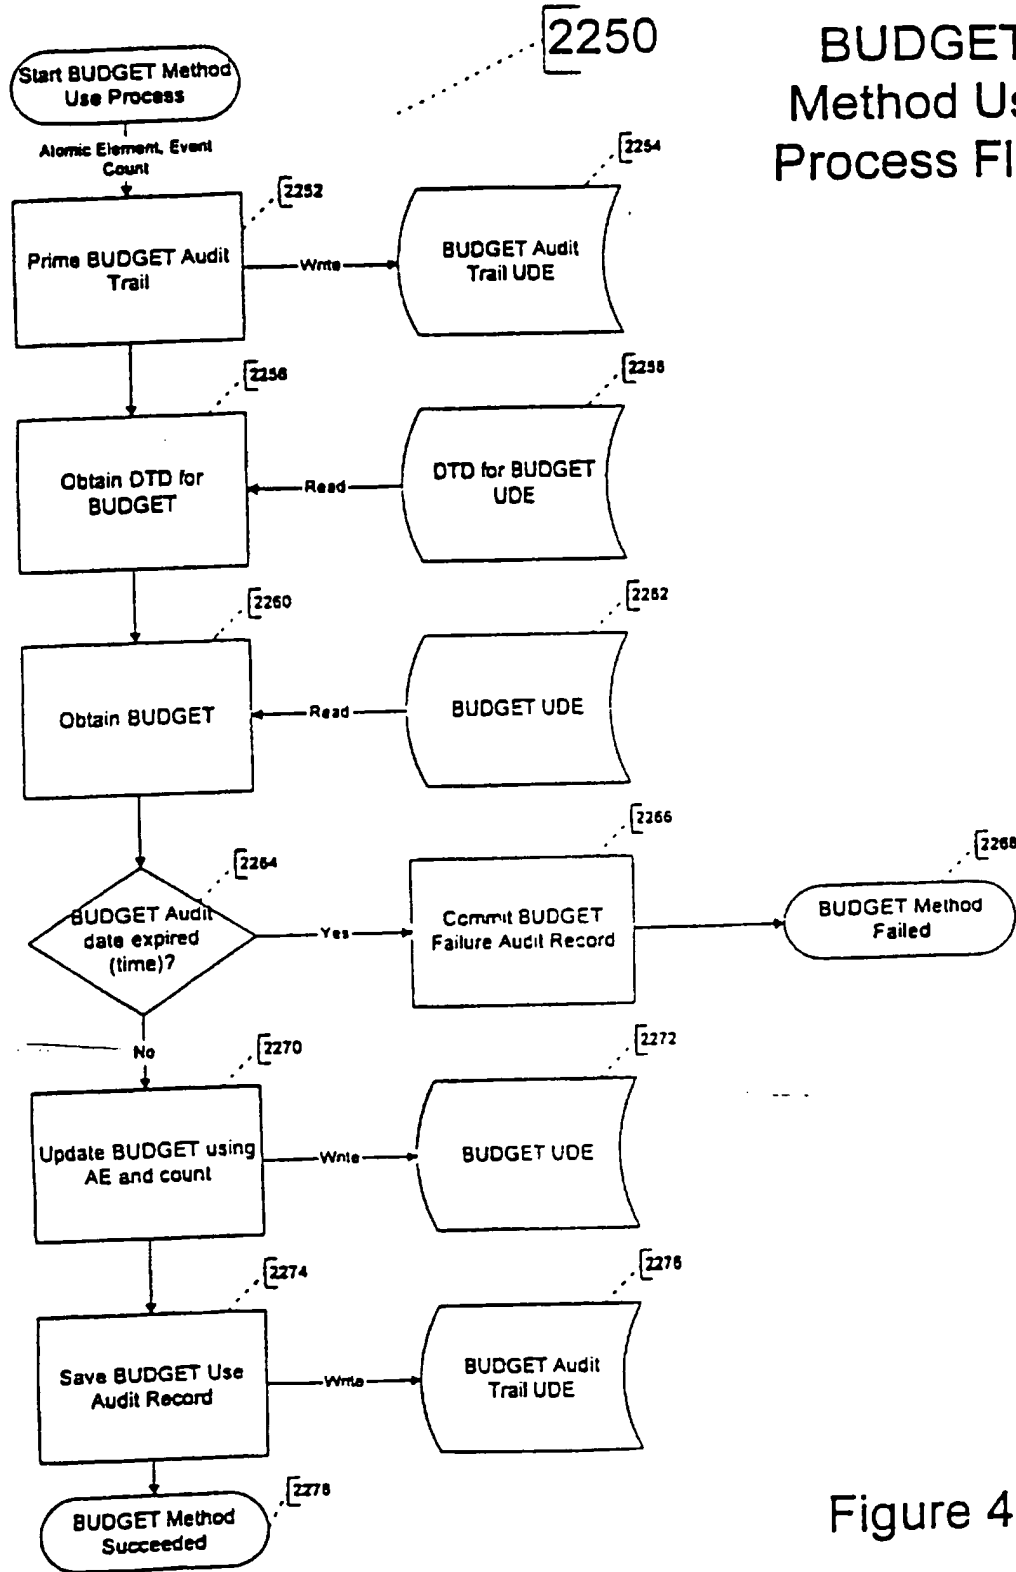 2250
BUDGET
Method Us
Process Fl
Start BUDGET Method
Use Process
Atomic Element, Event
Count
2252
2254
Prime BUDGET Audit
Trail
Write
BUDGET Audit
Trail UDE
2256
2258
Obtain DTD for
BUDGET
Read
DTD for BUDGET
UDE
2260
2262
Obtain BUDGET
Read
BUDGET UDE
2264
2266
2268
BUDGET Audit
date expired
(time)?
Yes
Commit BUDGET
Failure Audit Record
BUDGET Method
Failed
No
2270
2272
Update BUDGET using
AE and count
Write
BUDGET UDE
2274
2276
Save BUDGET Use
Audit Record
Write
BUDGET Audit
Trail UDE
2278
BUDGET Method
Succeeded
Figure 4